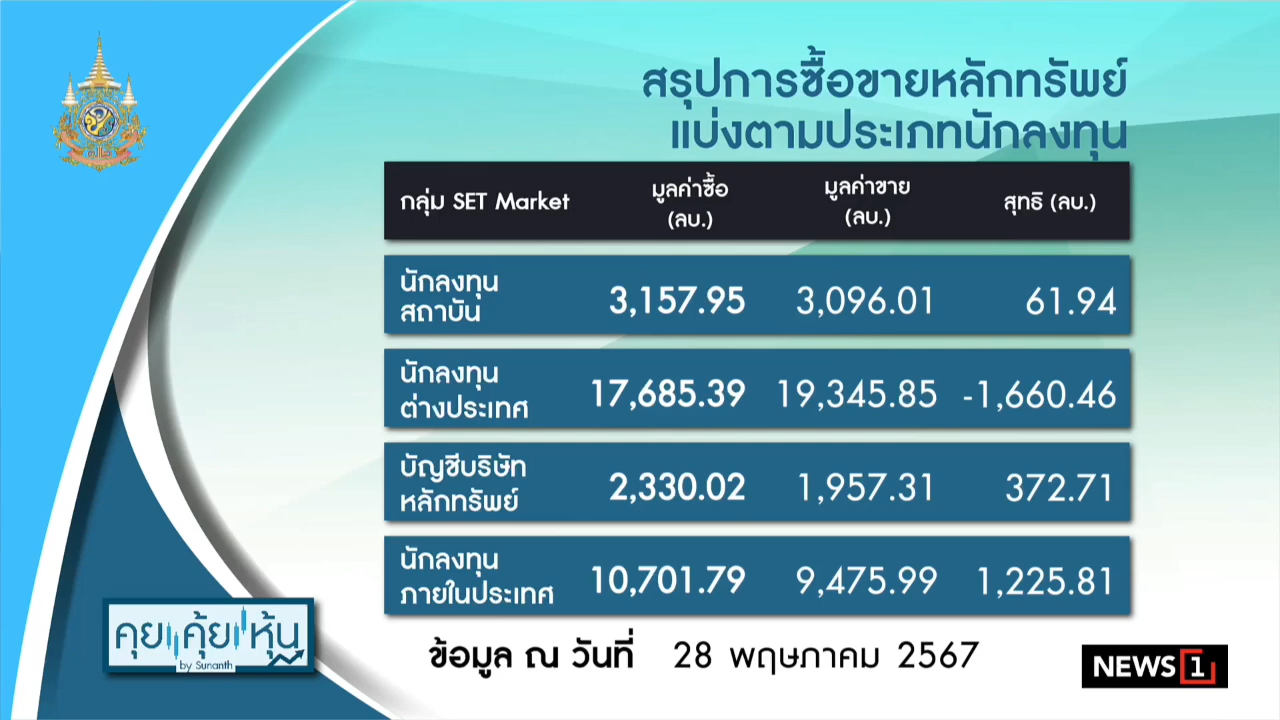 สรุปการซื้อขายหลักทรัพย์
แบ่งตามประเภทนักลงทุน
กลุ่ม SET Market มูลค่าซื้อ (ลบ.) มูลค่าขาย (ลบ.) สุทธิ (ลบ.)
นักลงทุน
สถาบัน 3,157.95 3,096.01 61.94
นักลงทุน
ต่างประเทศ 17,685.39 19,345.85 -1,660.46
บัญชีบริษัท
หลักทรัพย์ 2,330.02 1,957.31 372.71
นักลงทุน
ภายในประเทศ 10,701.79 9,475.99 1,225.81
ข้อมูล ณ วันที่ 28 พฤษภาคม 2567
คุย คุ้ย หุ้น
by Sunanth
NEWS 1